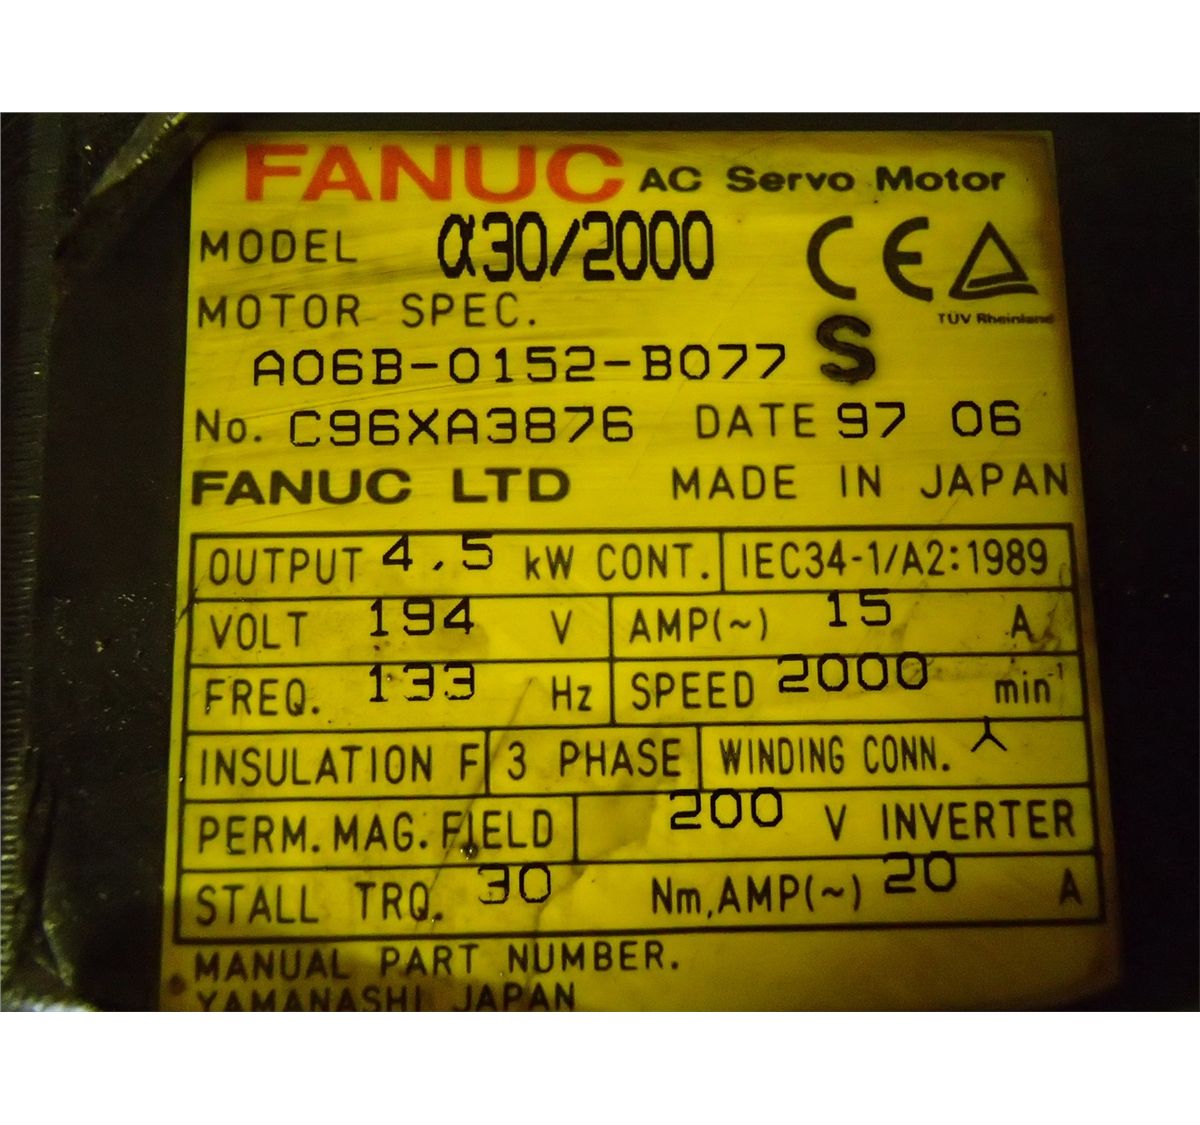 FANUC AC Servo Motor
MODEL α30/2000
CE
TÜV Rheinland
MOTOR SPEC.
A06B-0152-B077 S
No. C96XA3876 DATE 97 06
FANUC LTD MADE IN JAPAN
OUTPUT 4.5 kW CONT. IEC34-1/A2:1989
VOLT 194 V AMP(~) 15 A
FREQ. 133 Hz SPEED 2000 min⁻¹
INSULATION F 3 PHASE WINDING CONN.
PERM. MAG. FIELD 200 V INVERTER
STALL TRQ. 30 Nm, AMP(~) 20 A
MANUAL PART NUMBER.
YAMANASHI JAPAN